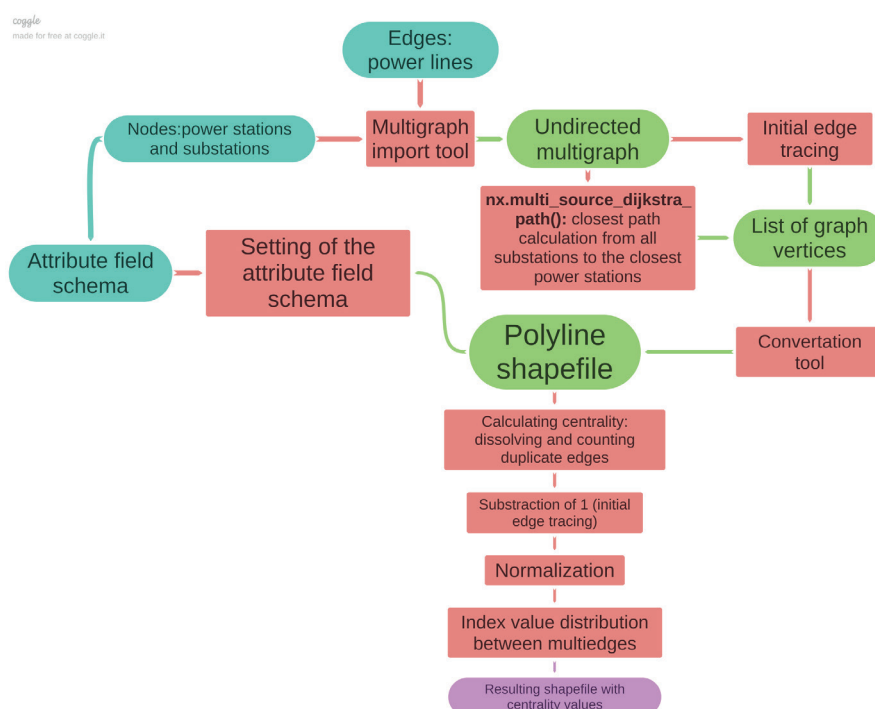 coggle
made for free at coggle.it
Edges:
power lines
Nodes:power stations
and substations
Multigraph
import tool
Undirected
multigraph
Initial edge
tracing
nx.multi_source_dijkstra_
path(): closest path
calculation from all
substations to the closest
power stations
List of graph
vertices
Attribute field
schema
Setting of the
attribute field
schema
Polyline
shapefile
Convertation
tool
Calculating centrality:
dissolving and counting
duplicate edges
Substraction of 1 (initial
edge tracing)
Normalization
Index value distribution
between multiedges
Resulting shapefile with
centrality values